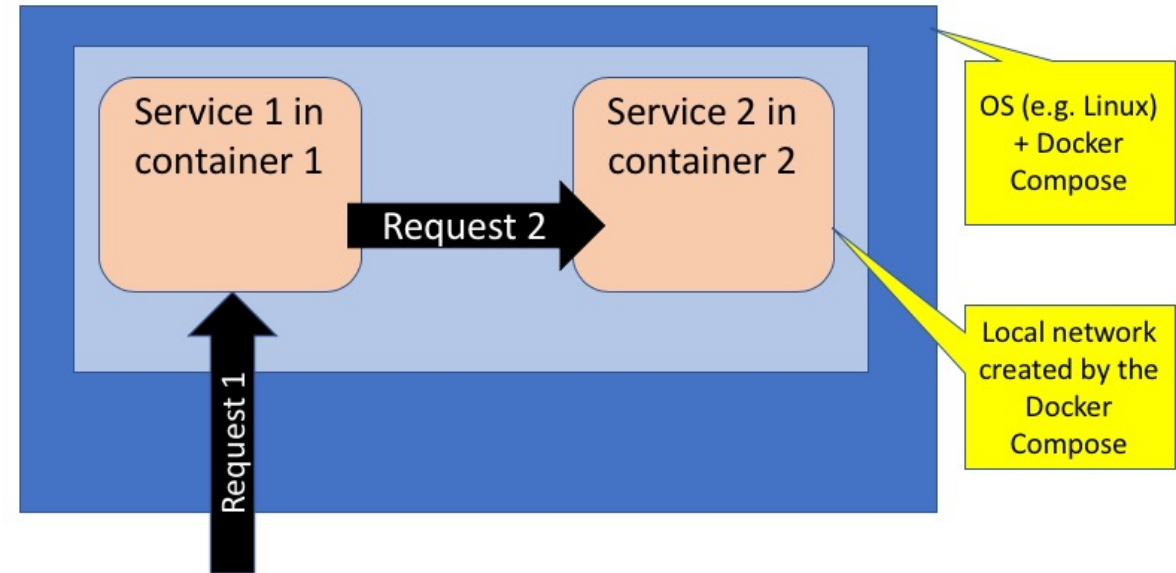 Service 1 in
container 1
Service 2 in
container 2
Request 2
Request 1
OS (e.g. Linux)
+ Docker
Compose
Local network
created by the
Docker
Compose